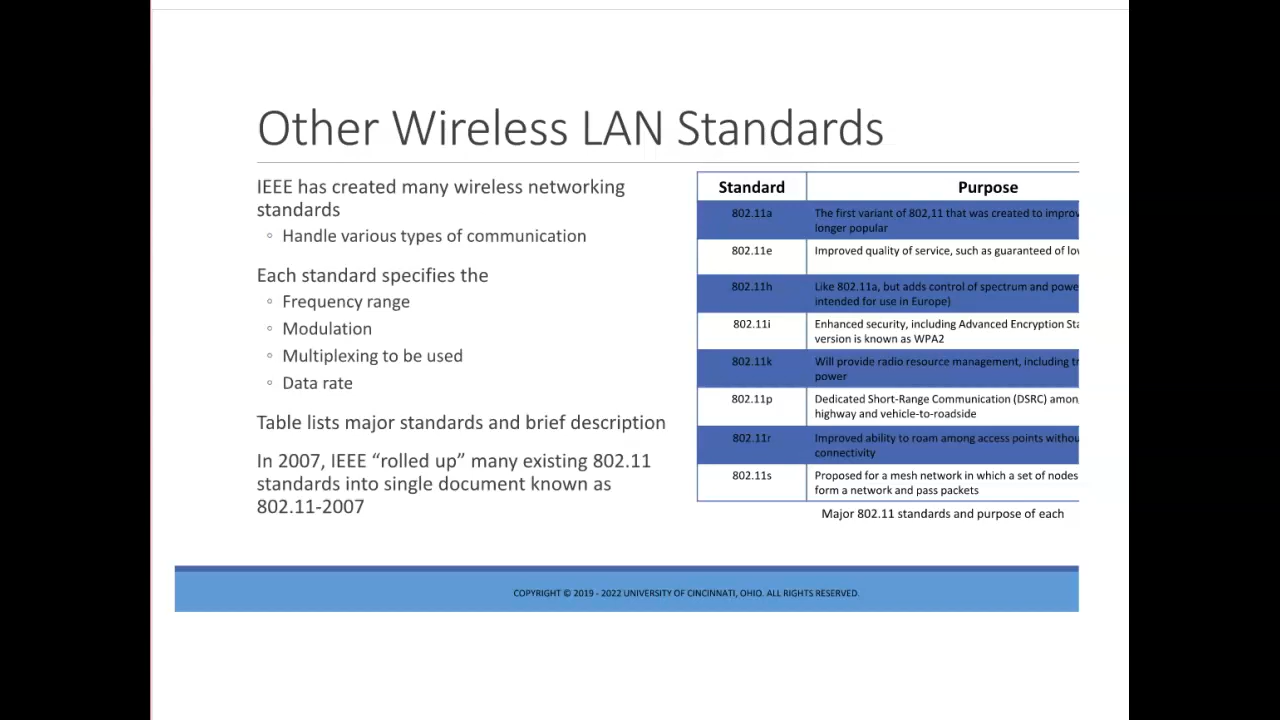 Other Wireless LAN Standards
IEEE has created many wireless networking
standards
◦ Handle various types of communication
Each standard specifies the
◦ Frequency range
◦ Modulation
◦ Multiplexing to be used
◦ Data rate
Table lists major standards and brief description
In 2007, IEEE “rolled up” many existing 802.11
standards into single document known as
802.11-2007
Standard Purpose
802.11a The first variant of 802,11 that was created to
longer popular
802.11e Improved quality of service, such as guaranteed of
802.11h Like 802.11a, but adds control of spectrum and
intended for use in Europe)
802.11i Enhanced security, including Advanced Encryption
version is known as WPA2
802.11k Will provide radio resource management, including
power
802.11p Dedicated Short-Range Communication (DSRC)
highway and vehicle-to-roadside
802.11r Improved ability to roam among access points
connectivity
802.11s Proposed for a mesh network in which a set of nodes
form a network and pass packets
Major 802.11 standards and purpose of each
COPYRIGHT © 2019 - 2022 UNIVERSITY OF CINCINNATI, OHIO. ALL RIGHTS RESERVED.